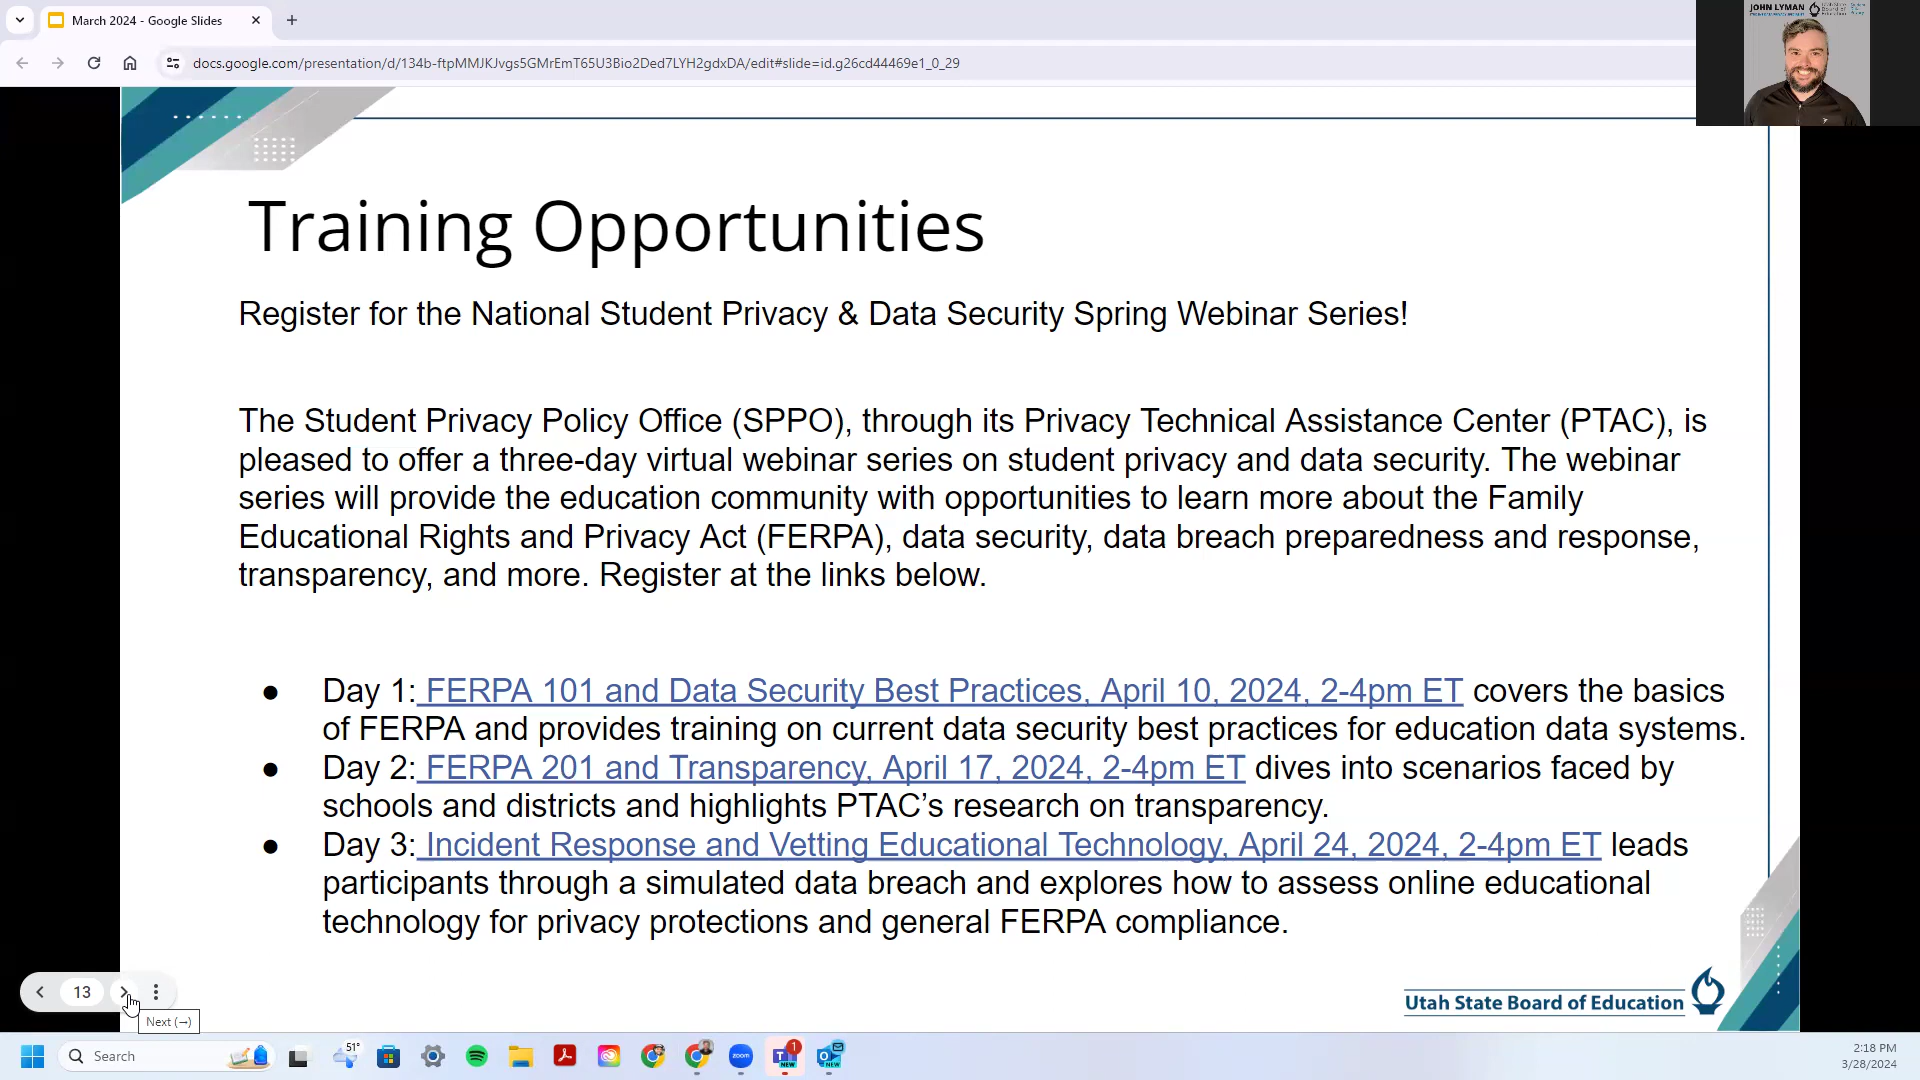 March 2024 - Google Slides
docs.google.com/presentation/d/134b-ftpMMJKJvgs5GMrEmT65U3Bio2Ded7LYH2gdxDA/edit#slide=id.g26cd44469e1_0_29
JOHN LYMAN
Training Opportunities
Register for the National Student Privacy & Data Security Spring Webinar Series!
The Student Privacy Policy Office (SPPO), through its Privacy Technical Assistance Center (PTAC), is
pleased to offer a three-day virtual webinar series on student privacy and data security. The webinar
series will provide the education community with opportunities to learn more about the Family
Educational Rights and Privacy Act (FERPA), data security, data breach preparedness and response,
transparency, and more. Register at the links below.
● Day 1: FERPA 101 and Data Security Best Practices, April 10, 2024, 2-4pm ET covers the basics
of FERPA and provides training on current data security best practices for education data systems.
● Day 2: FERPA 201 and Transparency, April 17, 2024, 2-4pm ET dives into scenarios faced by
schools and districts and highlights PTAC’s research on transparency.
● Day 3: Incident Response and Vetting Educational Technology, April 24, 2024, 2-4pm ET leads
participants through a simulated data breach and explores how to assess online educational
technology for privacy protections and general FERPA compliance.
13
Next (→)
Utah State Board of Education
Search
51°
zoom
1
NEW
NEW
2:18 PM
3/28/2024